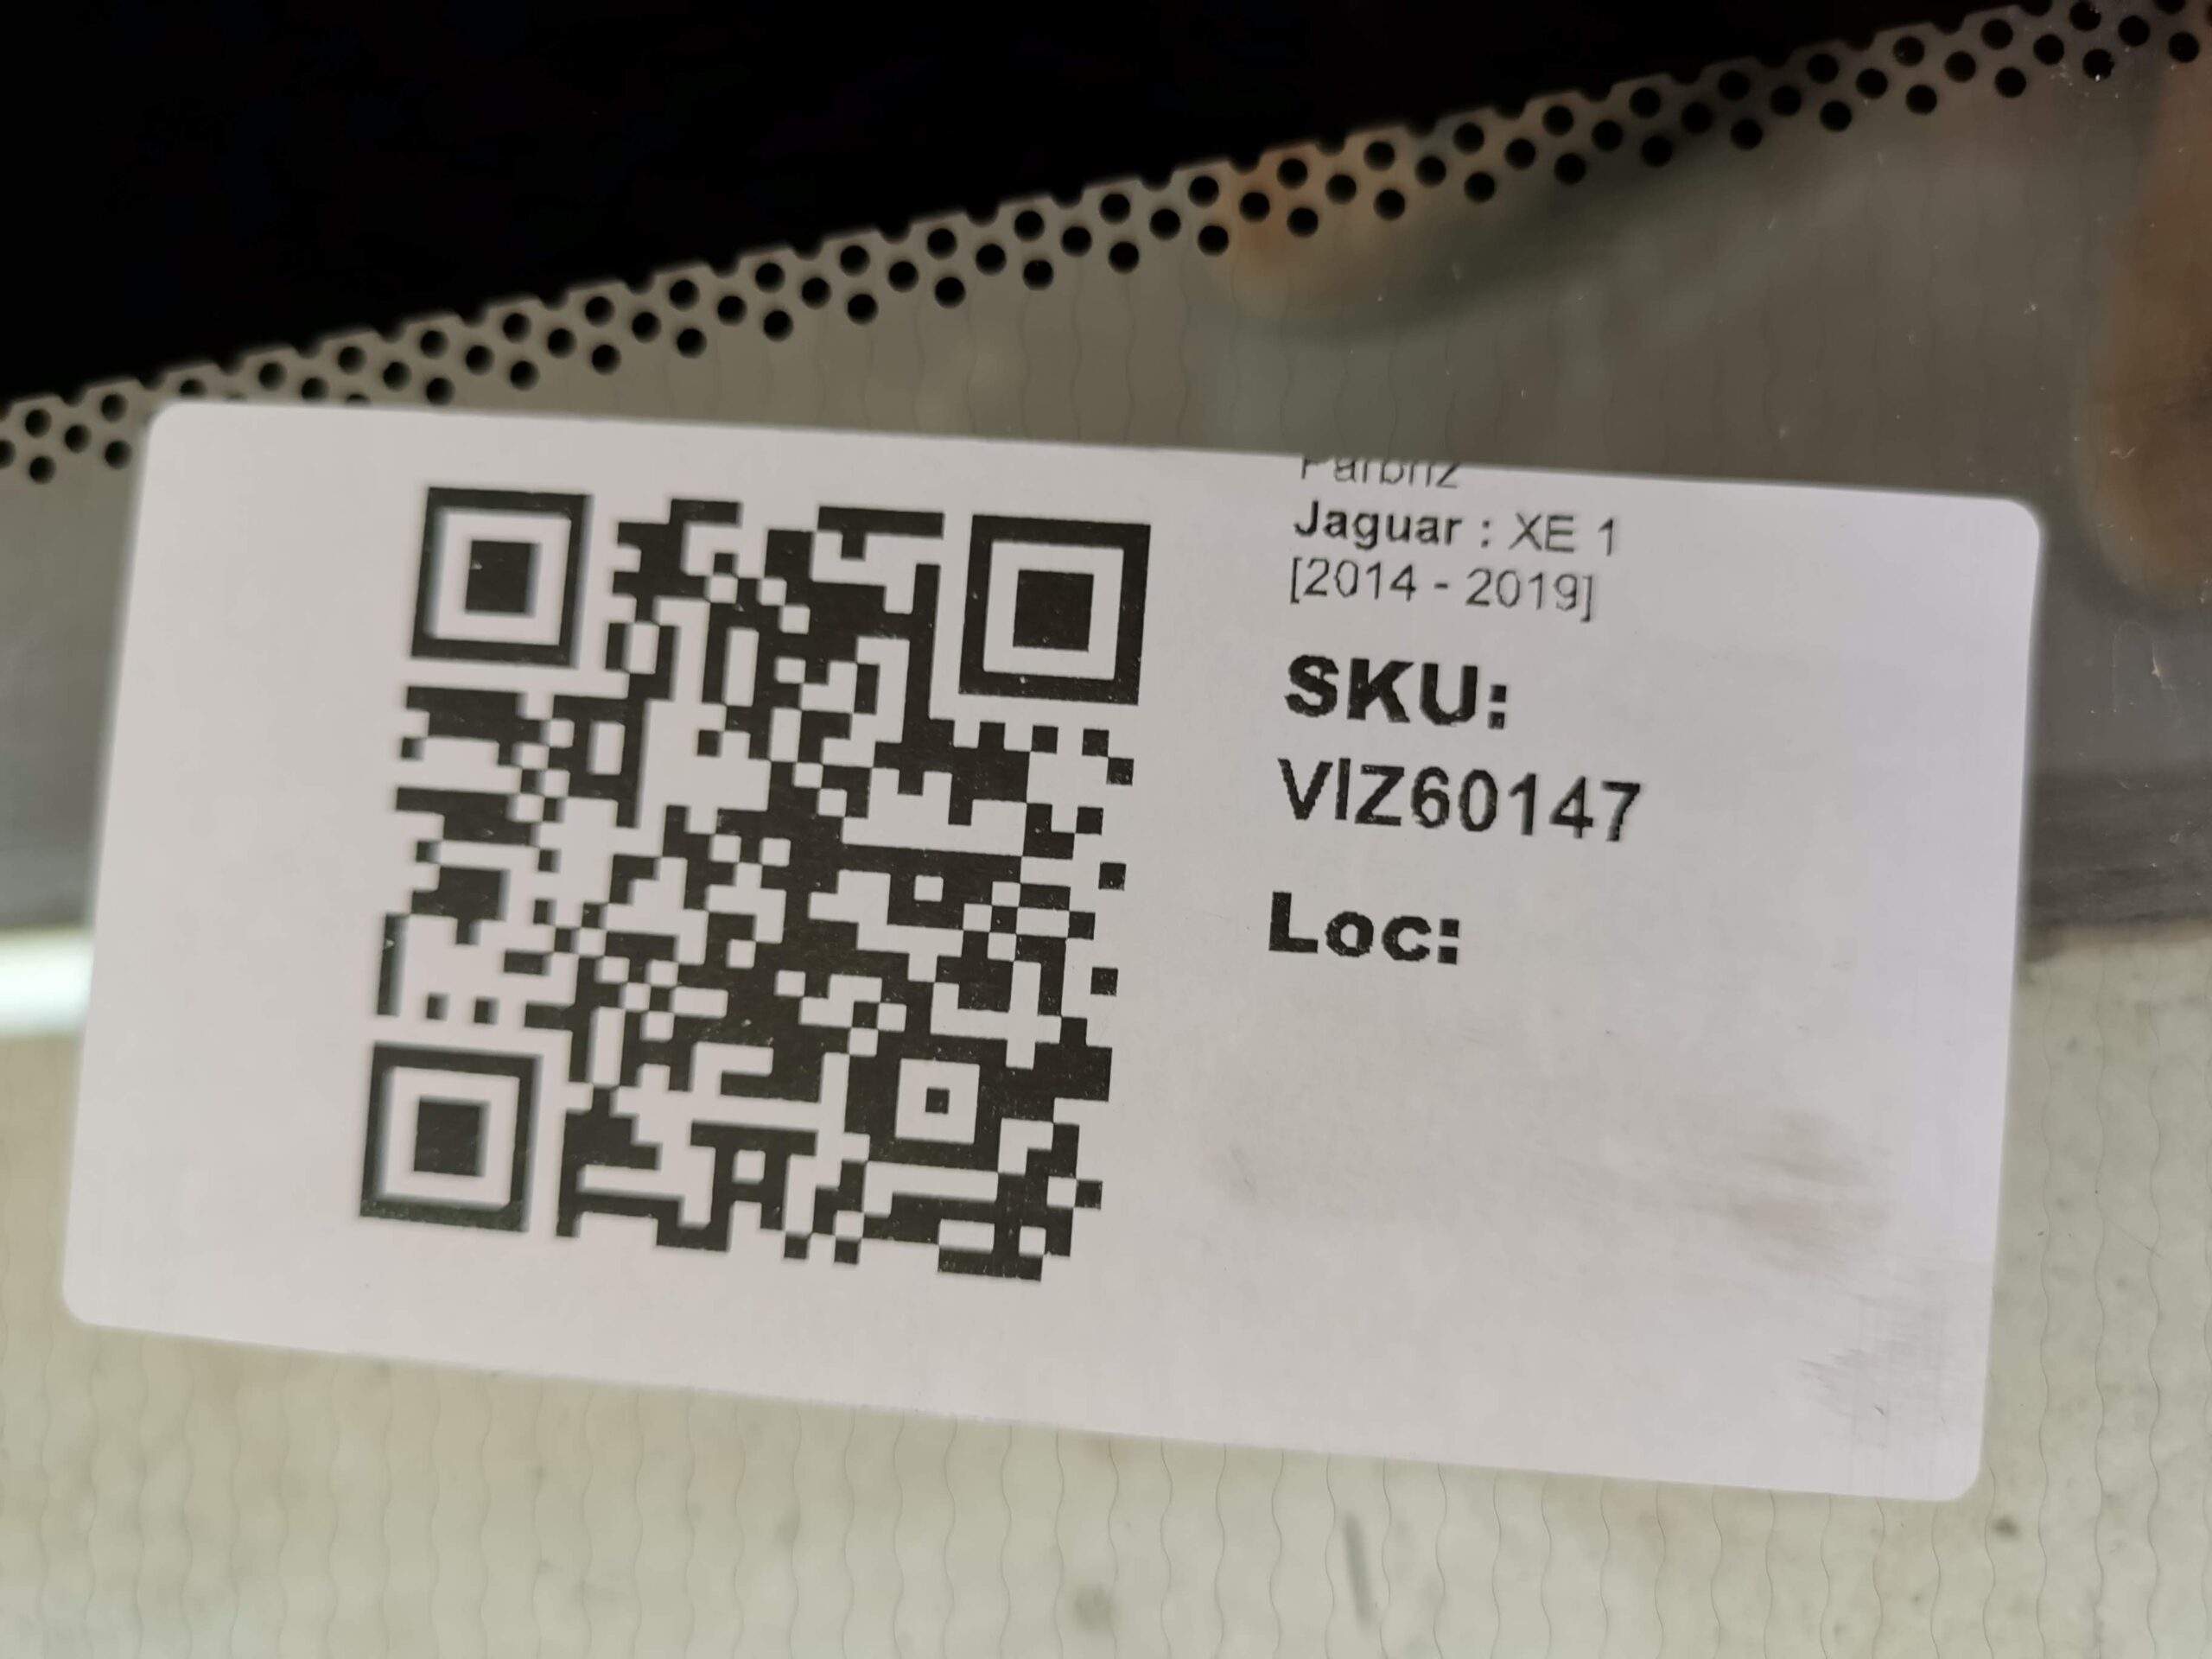 Parbriz
Jaguar : XE 1
[2014 - 2019]
SKU:
VIZ60147
Loc: